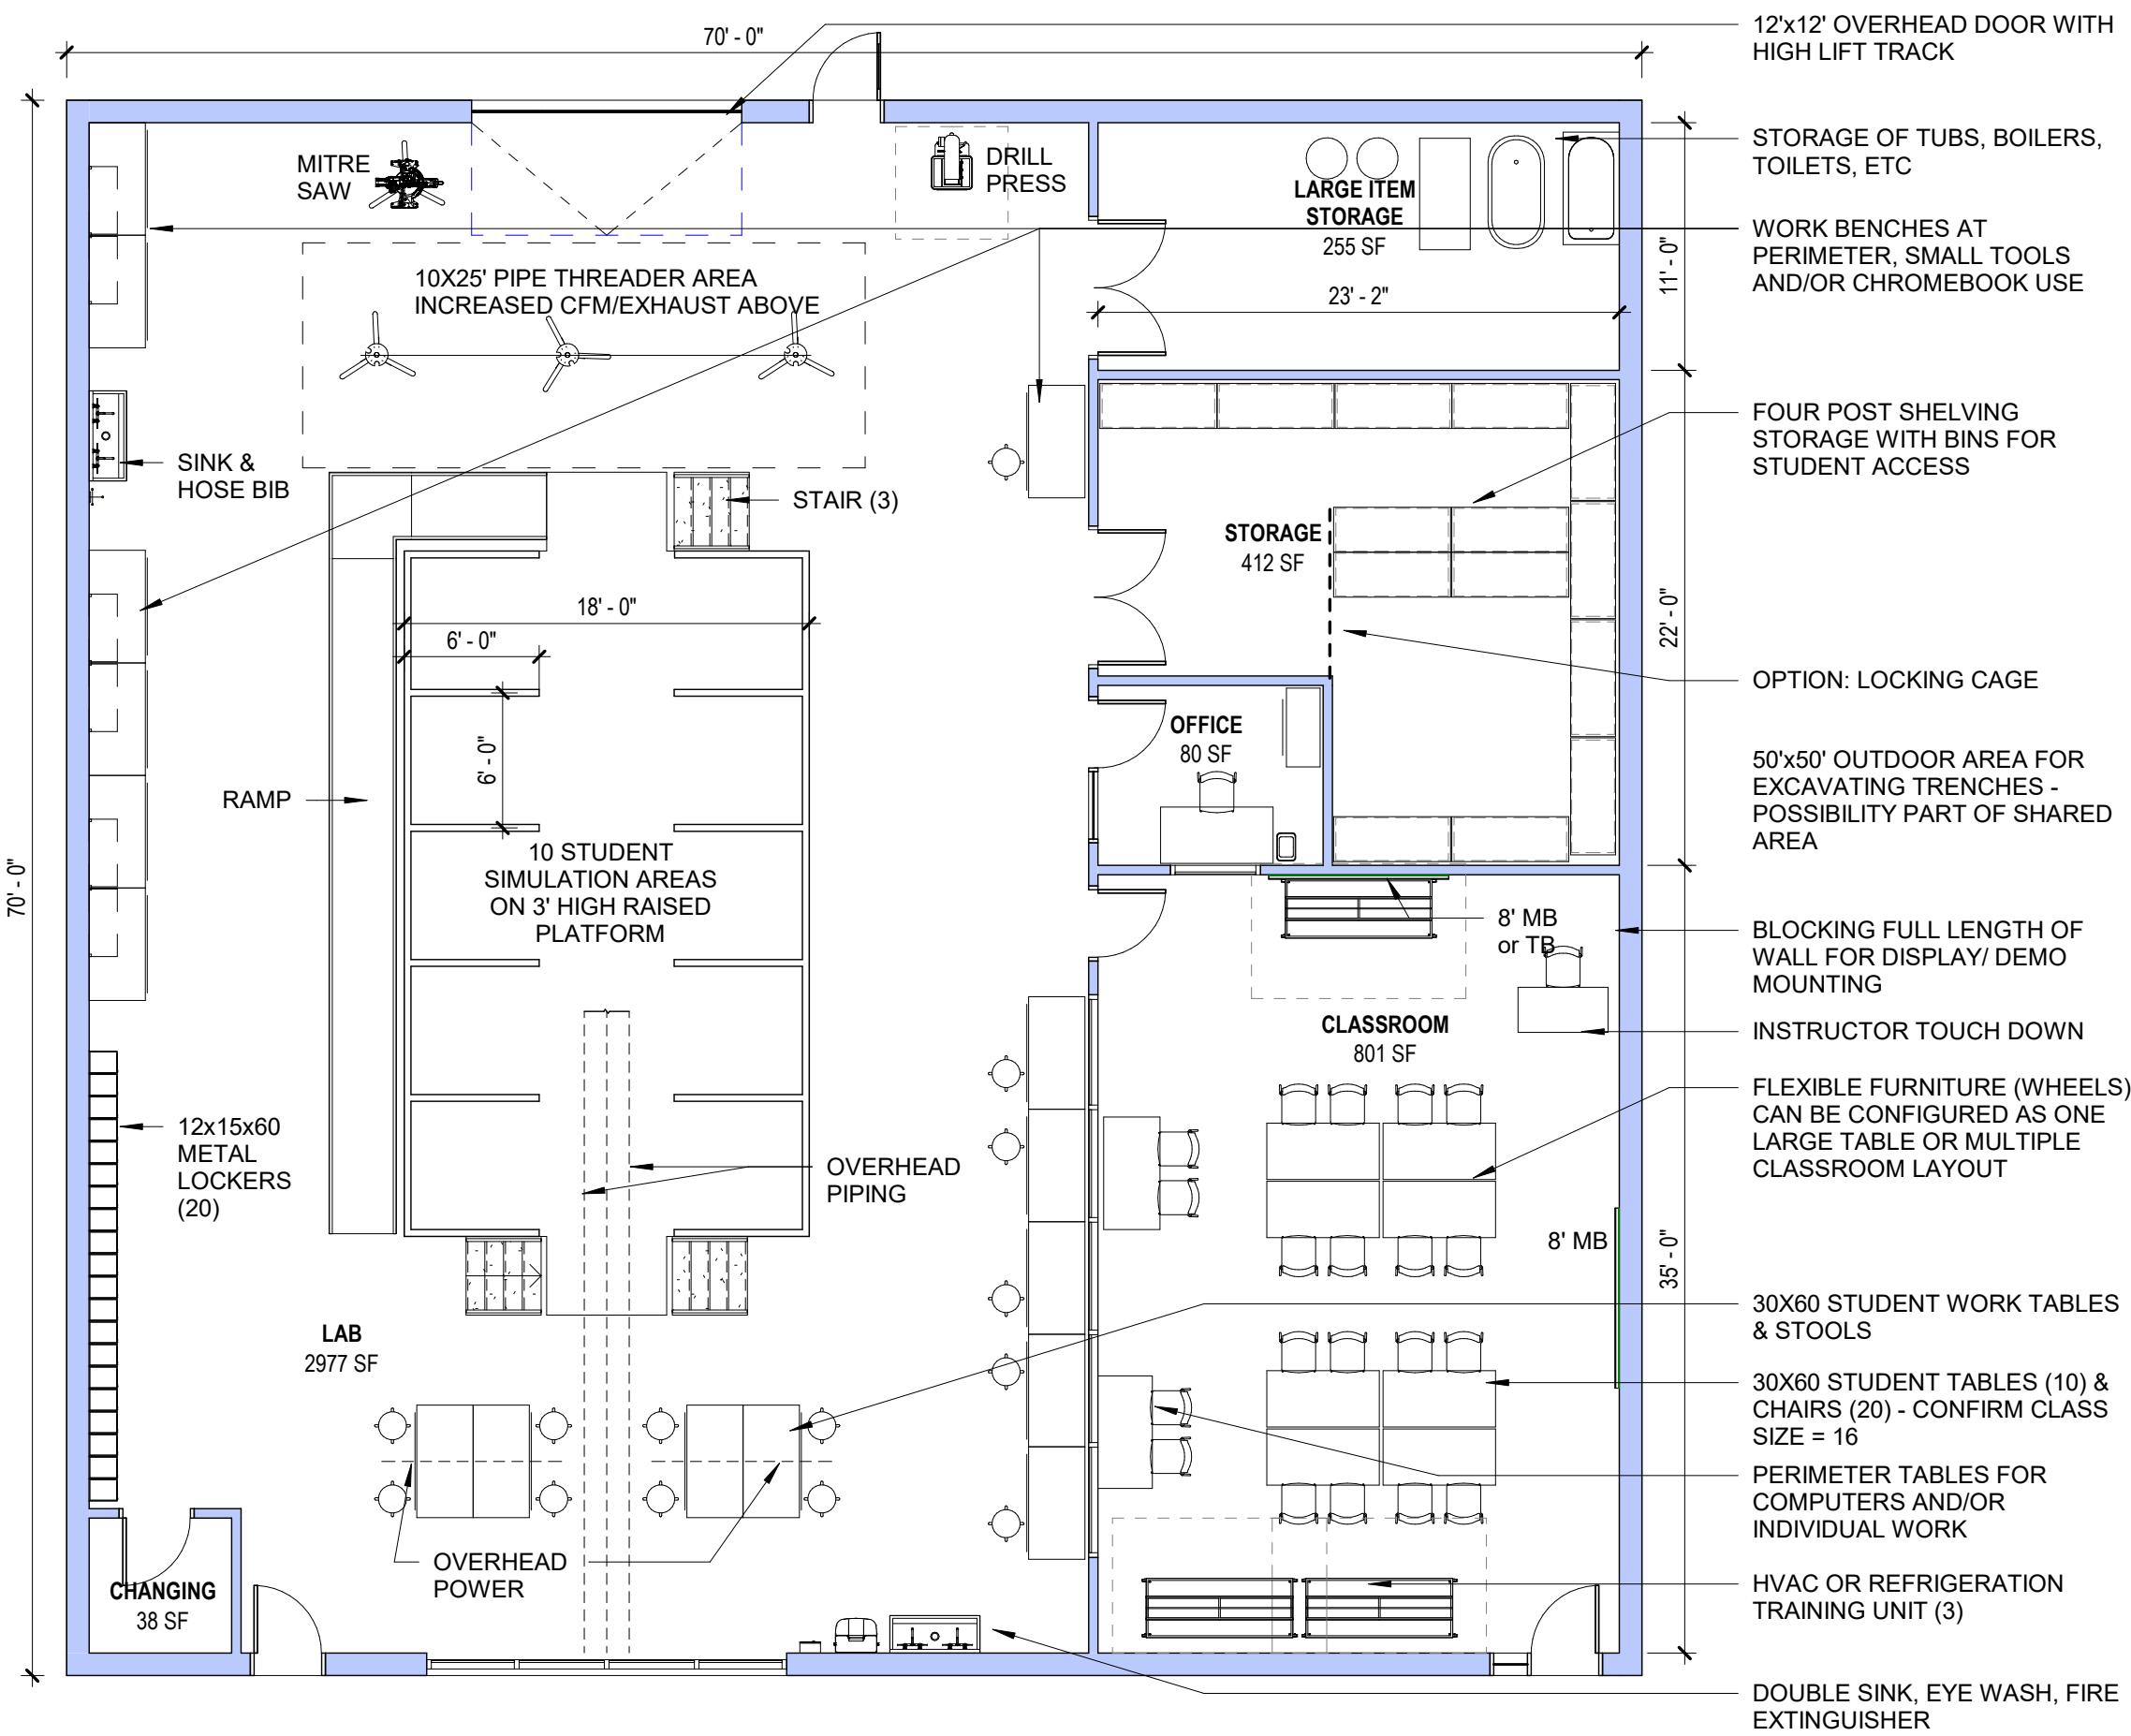 70' - 0"
12'x12' OVERHEAD DOOR WITH
HIGH LIFT TRACK
MITRE
SAW
DRILL
PRESS
LARGE ITEM
STORAGE
255 SF
STORAGE OF TUBS, BOILERS,
TOILETS, ETC
WORK BENCHES AT
PERIMETER, SMALL TOOLS
AND/OR CHROMEBOOK USE
11' - 0"
23' - 2"
10X25' PIPE THREADER AREA
INCREASED CFM/EXHAUST ABOVE
SINK &
HOSE BIB
STAIR (3)
FOUR POST SHELVING
STORAGE WITH BINS FOR
STUDENT ACCESS
STORAGE
412 SF
18' - 0"
6' - 0"
6' - 0"
22' - 0"
OPTION: LOCKING CAGE
OFFICE
80 SF
RAMP
50'x50' OUTDOOR AREA FOR
EXCAVATING TRENCHES -
POSSIBILITY PART OF SHARED
AREA
70' - 0"
10 STUDENT
SIMULATION AREAS
ON 3' HIGH RAISED
PLATFORM
8' MB
or TB
BLOCKING FULL LENGTH OF
WALL FOR DISPLAY/ DEMO
MOUNTING
CLASSROOM
801 SF
INSTRUCTOR TOUCH DOWN
FLEXIBLE FURNITURE (WHEELS)
CAN BE CONFIGURED AS ONE
LARGE TABLE OR MULTIPLE
CLASSROOM LAYOUT
12x15x60
METAL
LOCKERS
(20)
OVERHEAD
PIPING
8' MB
35' - 0"
LAB
2977 SF
30X60 STUDENT WORK TABLES
& STOOLS
30X60 STUDENT TABLES (10) &
CHAIRS (20) - CONFIRM CLASS
SIZE = 16
PERIMETER TABLES FOR
COMPUTERS AND/OR
INDIVIDUAL WORK
OVERHEAD
POWER
CHANGING
38 SF
HVAC OR REFRIGERATION
TRAINING UNIT (3)
DOUBLE SINK, EYE WASH, FIRE
EXTINGUISHER